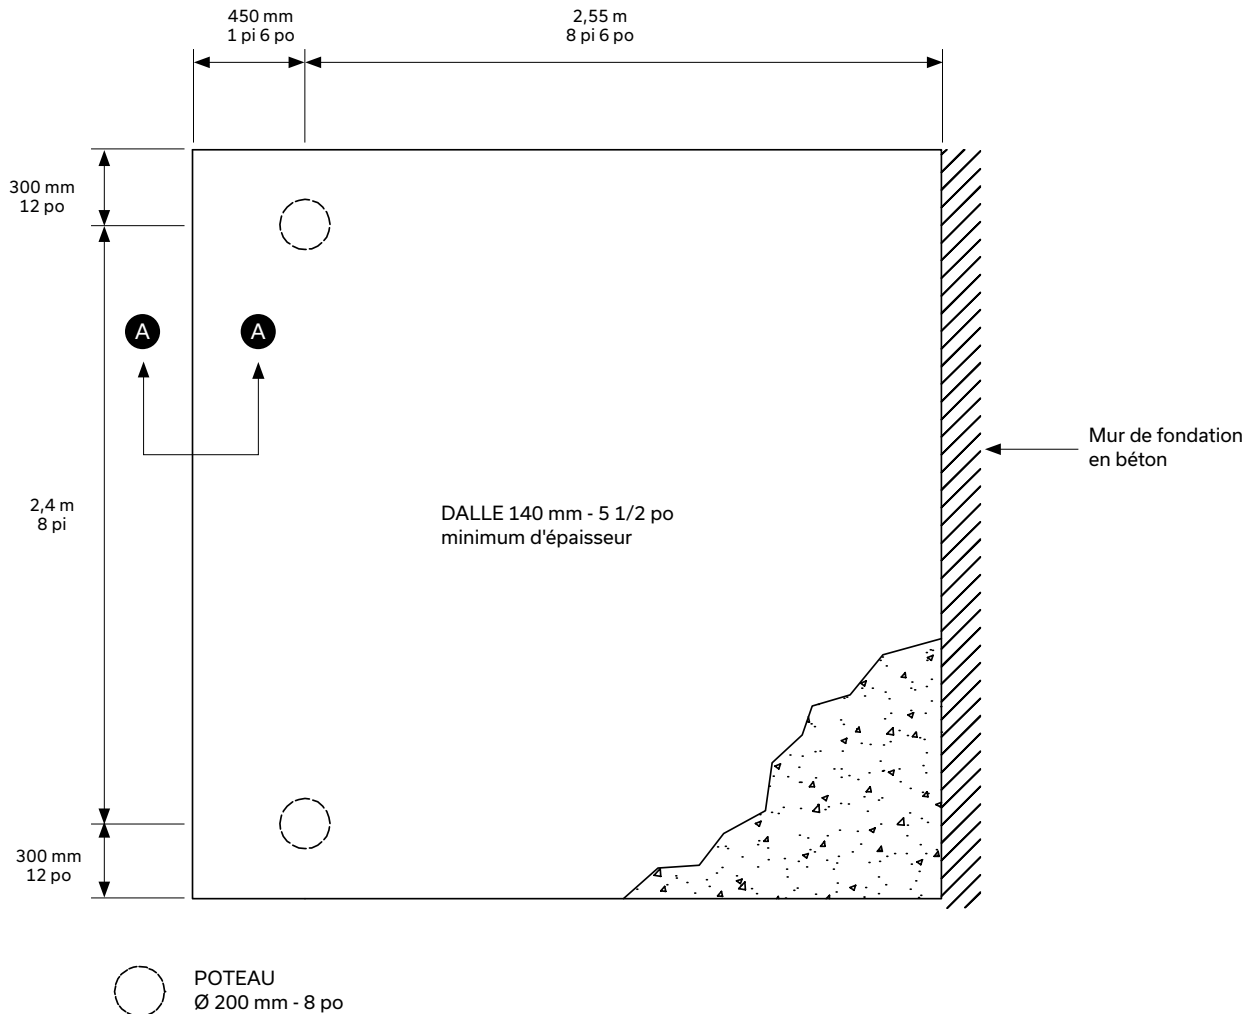 450 mm
1 pi 6 po
2,55 m
8 pi 6 po
300 mm
12 po
A
A
Mur de fondation
en béton
2,4 m
8 pi
DALLE 140 mm - 5 1/2 po
minimum d'épaisseur
300 mm
12 po
POTEAU
Ø 200 mm - 8 po